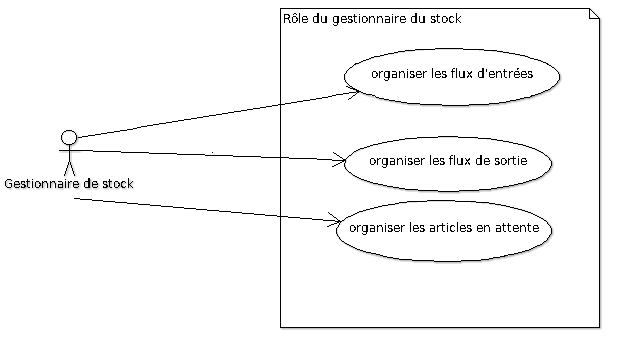 Rôle du gestionnaire du stock
organiser les flux d'entrées
organiser les flux de sortie
Gestionnaire de stock
organiser les articles en attente